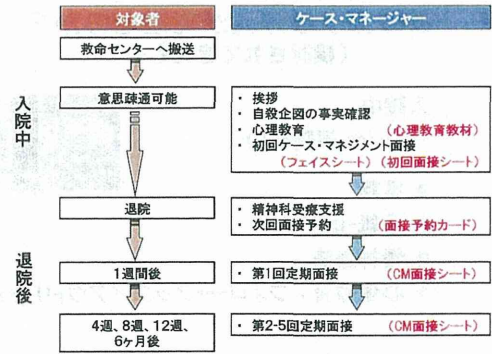 対象者
ケース・マネージャー
救命センターへ搬送
入院中
意思疎通可能
・ 挨拶
・ 自殺企図の事実確認
・ 心理教育 （心理教育教材）
・ 初回ケース・マネジメント面接
（フェイスシート）（初回面接シート）
退院
・ 精神科受療支援
・ 次回面接予約 （面接予約カード）
退院後
1週間後
・ 第1回定期面接 （CM面接シート）
4週、8週、12週、
6ヶ月後
・ 第2-5回定期面接 （CM面接シート）